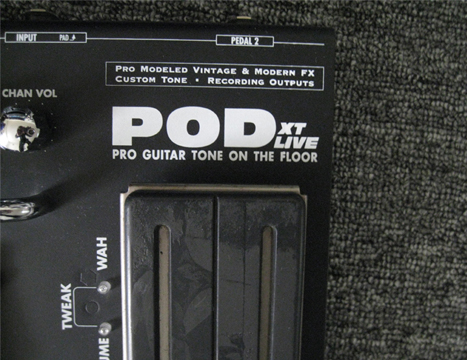 INPUT PAD
PEDAL 2
PRO MODELED VINTAGE & MODERN FX
CUSTOM TONE • RECORDING OUTPUTS
CHAN VOL
POD XT LIVE
PRO GUITAR TONE ON THE FLOOR
WAH
TWEAK
UME